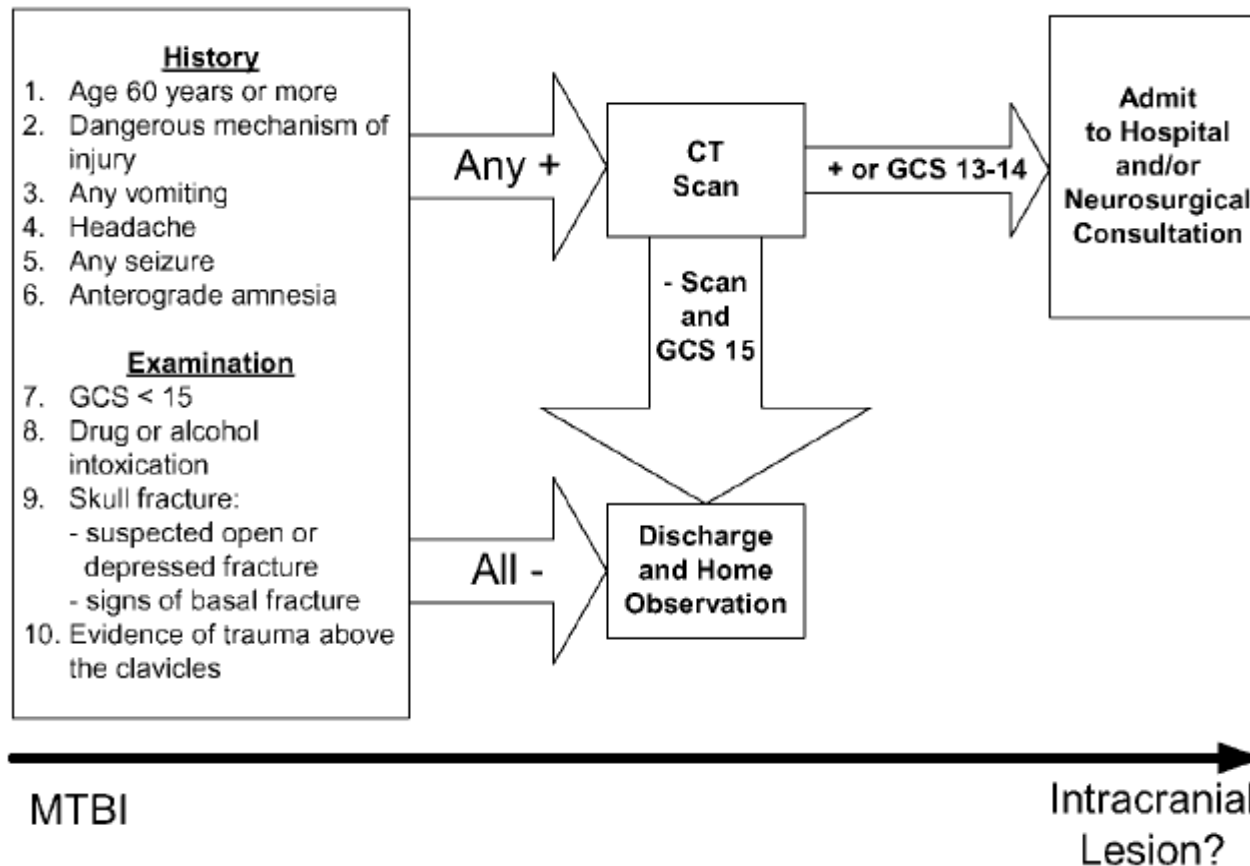 History
1. Age 60 years or more
2. Dangerous mechanism of
injury
3. Any vomiting
4. Headache
5. Any seizure
6. Anterograde amnesia
Examination
7. GCS < 15
8. Drug or alcohol
intoxication
9. Skull fracture:
- suspected open or
depressed fracture
- signs of basal fracture
10. Evidence of trauma above
the clavicles
Any +
CT
Scan
+ or GCS 13-14
Admit
to Hospital
and/or
Neurosurgical
Consultation
- Scan
and
GCS 15
All -
Discharge
and Home
Observation
MTBI
Intracranial
Lesion?